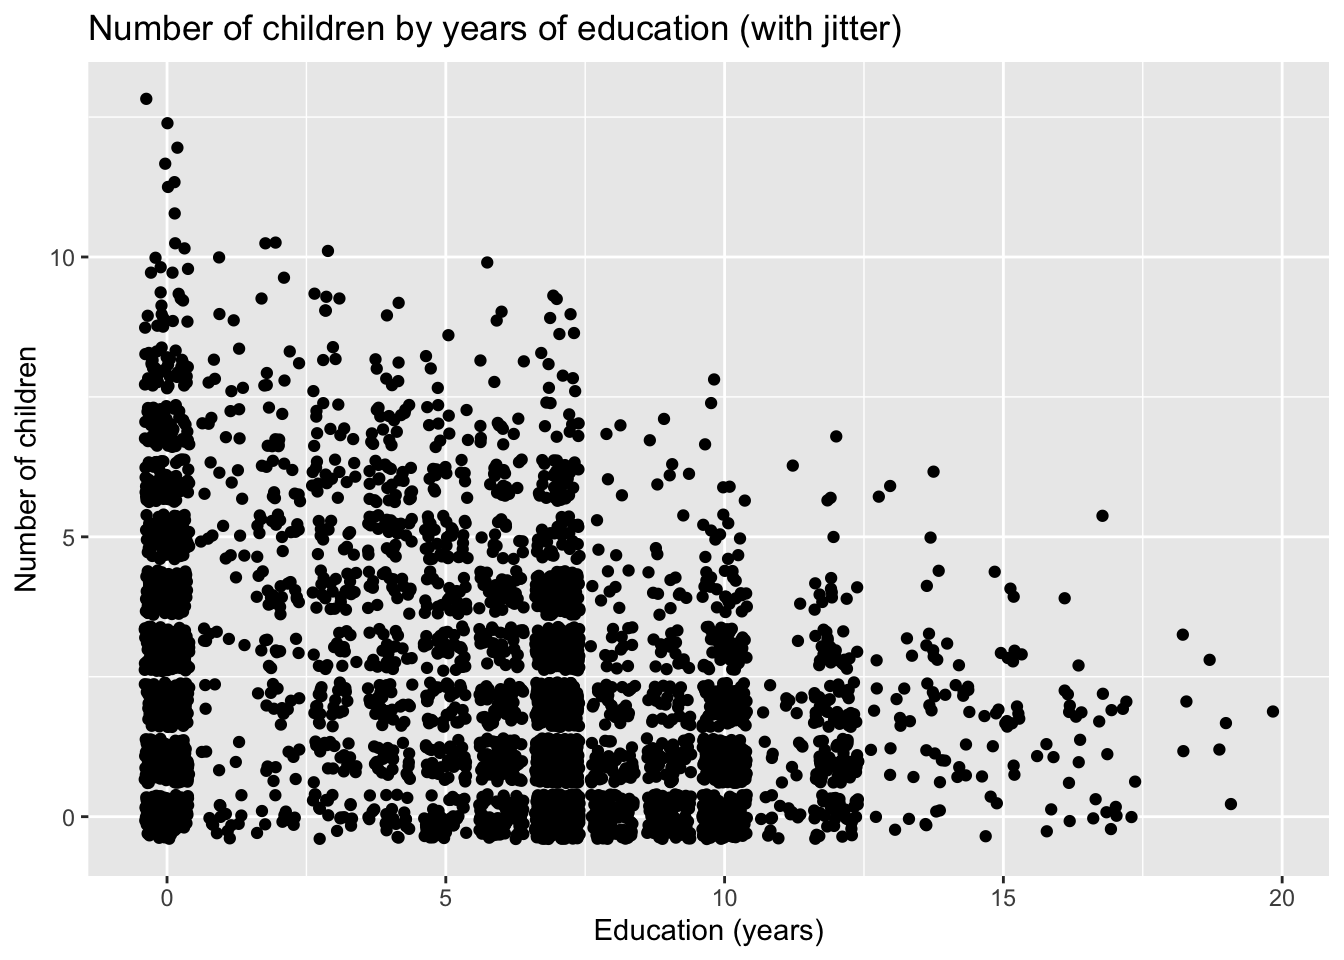 Number of children by years of education (with jitter)
Number of children
10
5
0
0 5 10 15 20
Education (years)